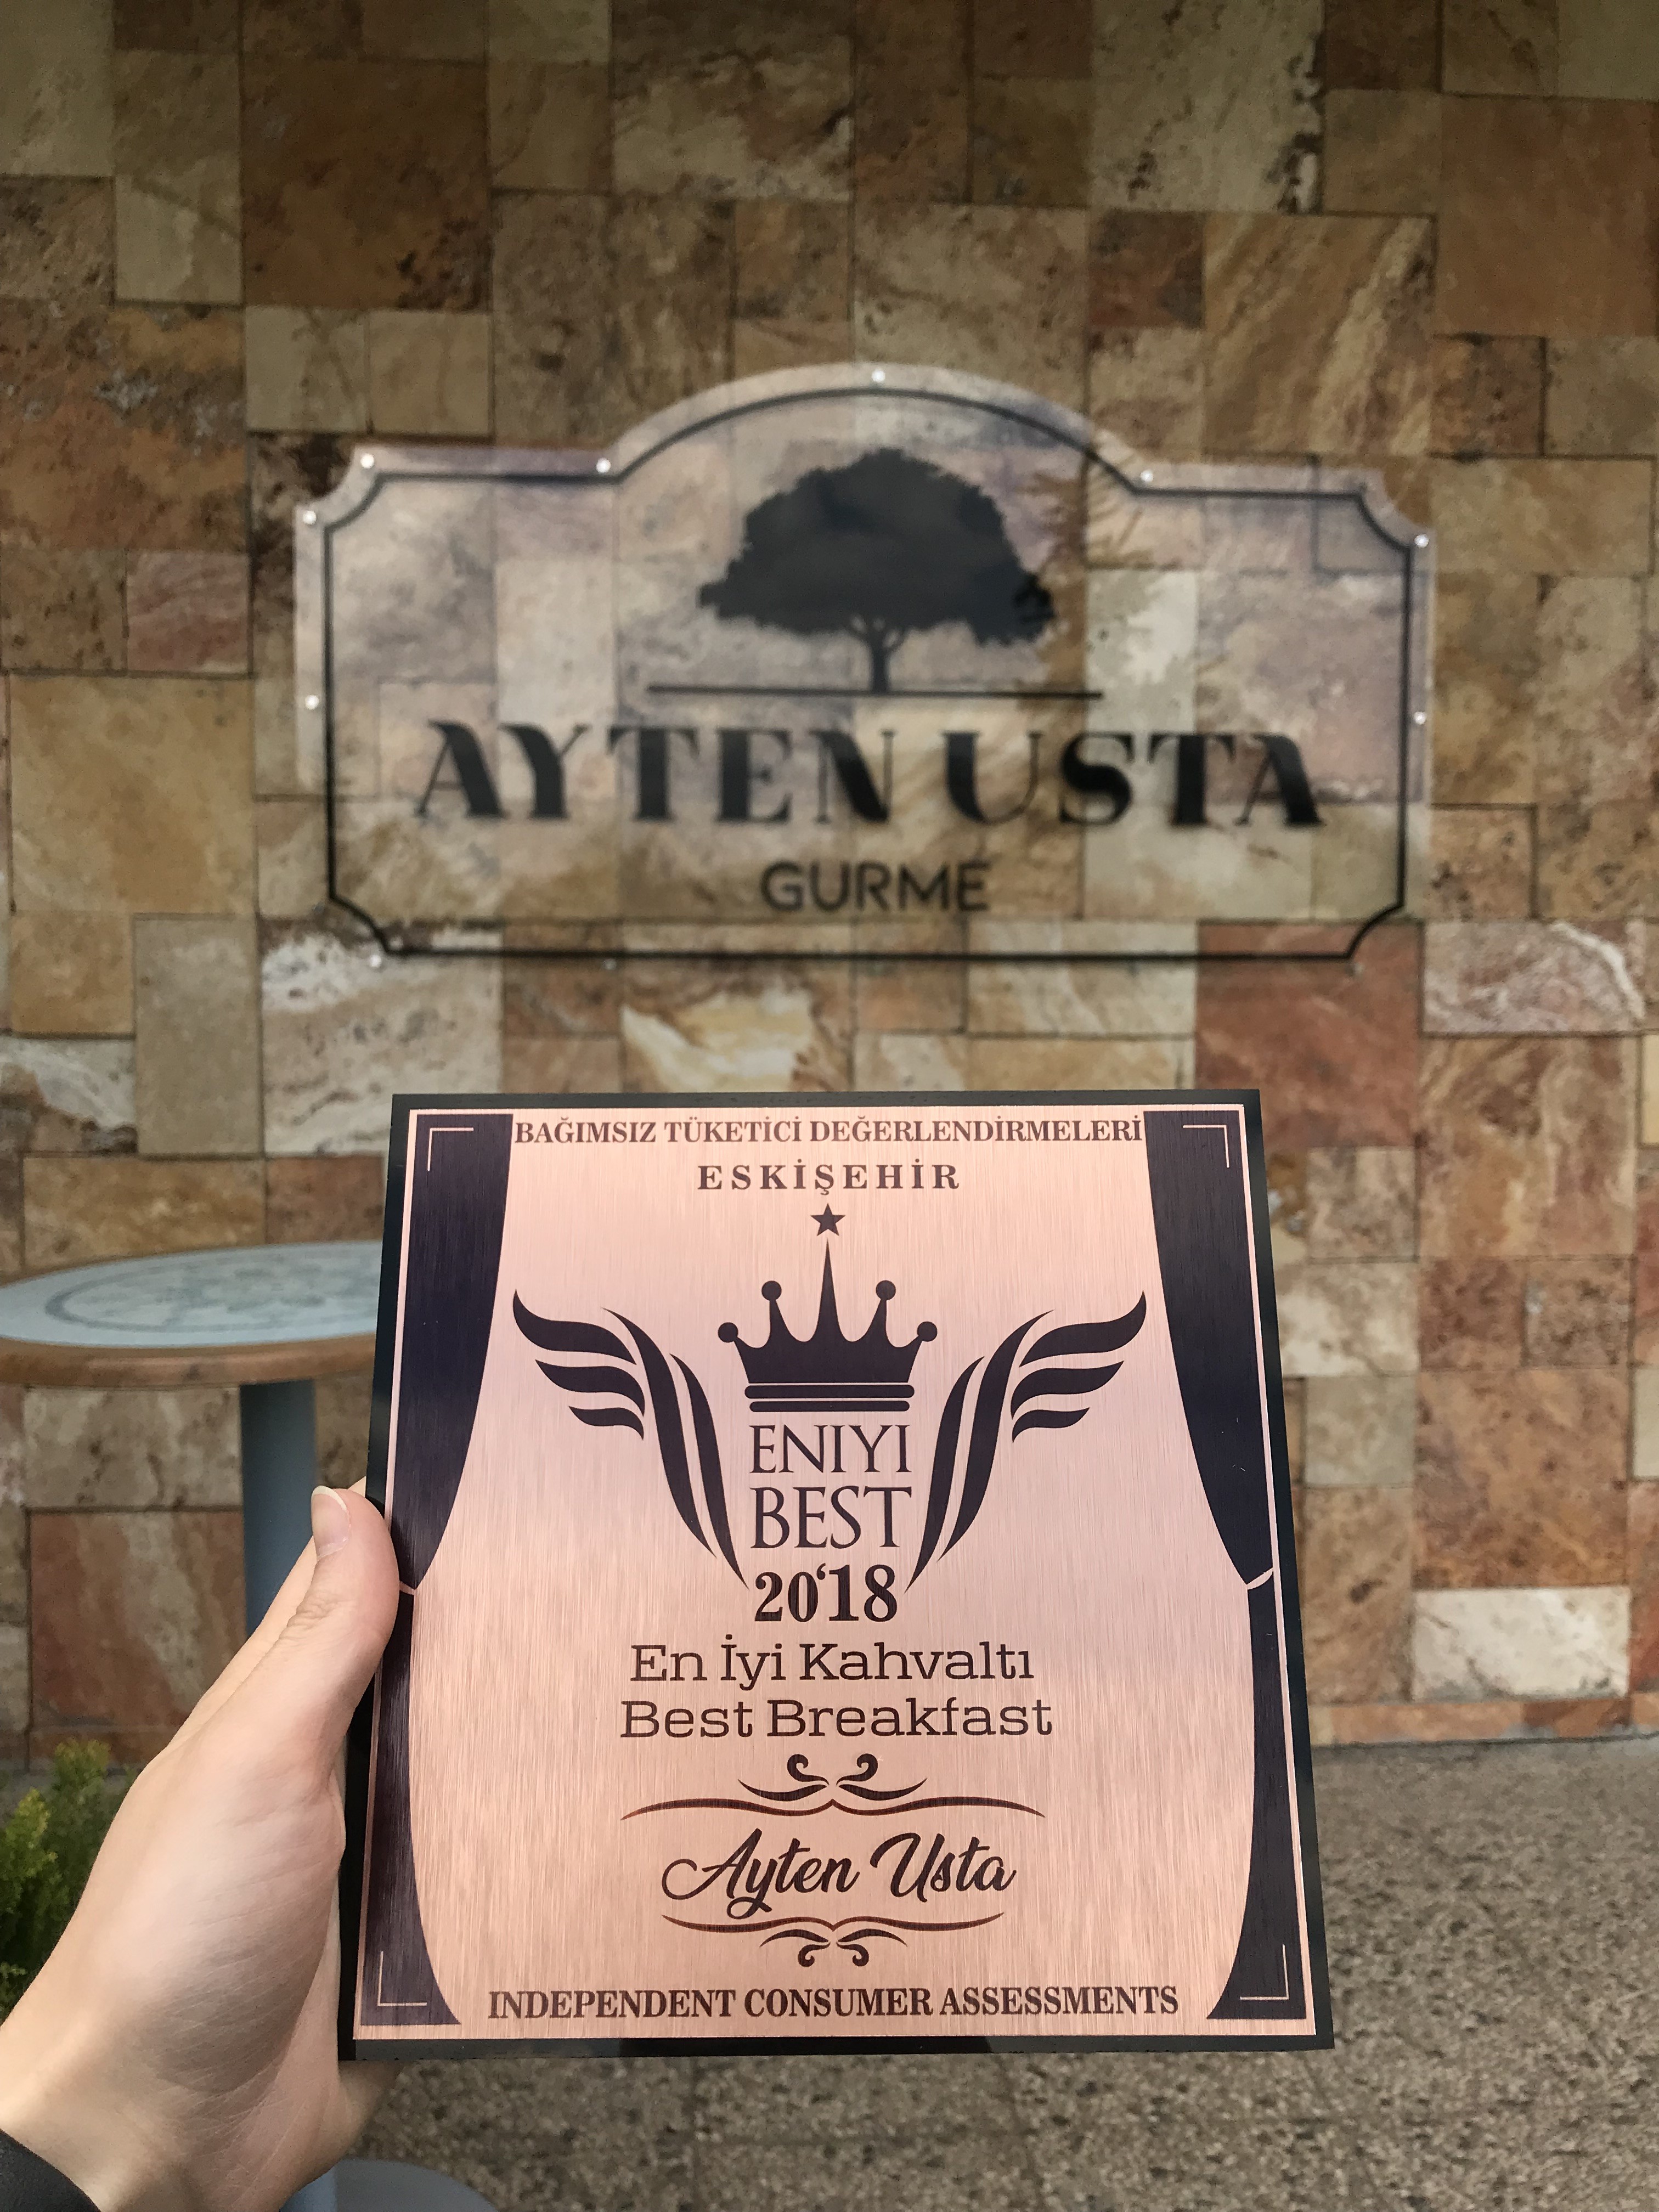 AYTEN USTA
GURME
BAĞIMSIZ TÜKETİCİ DEĞERLENDİRMELERİ
ESKİŞEHİR
ENIYI
BEST
20'18
En İyi Kahvaltı
Best Breakfast
Ayten Usta
INDEPENDENT CONSUMER ASSESSMENTS